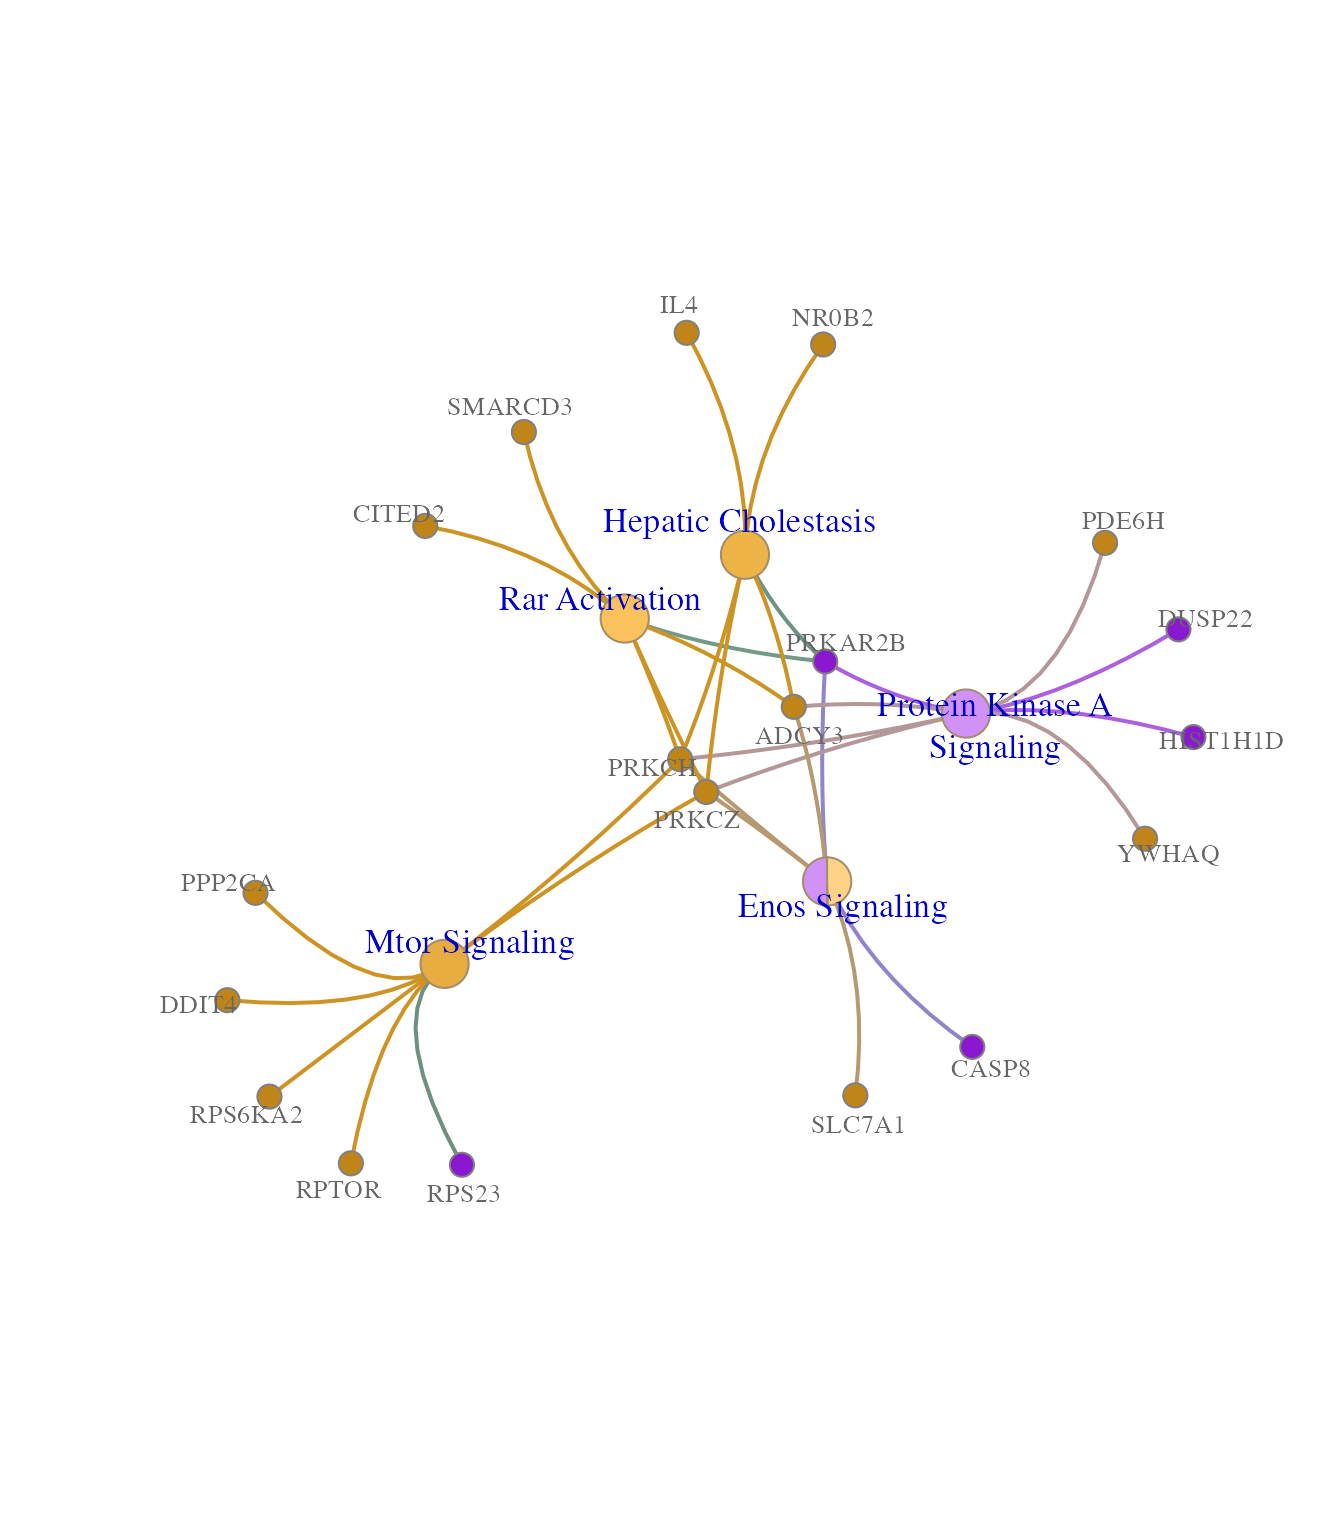 IL4
NR0B2
SMARCD3
CITED2
Hepatic Cholestasis
PDE6H
Rar Activation
DUSP22
PRKAR2B
Protein Kinase A
Signaling
ADCY3
HIST1H1D
PRKCH
PRKCZ
YWHAQ
PPP2CA
Enos Signaling
Mtor Signaling
DDIT4
CASP8
RPS6KA2
SLC7A1
RPTOR
RPS23